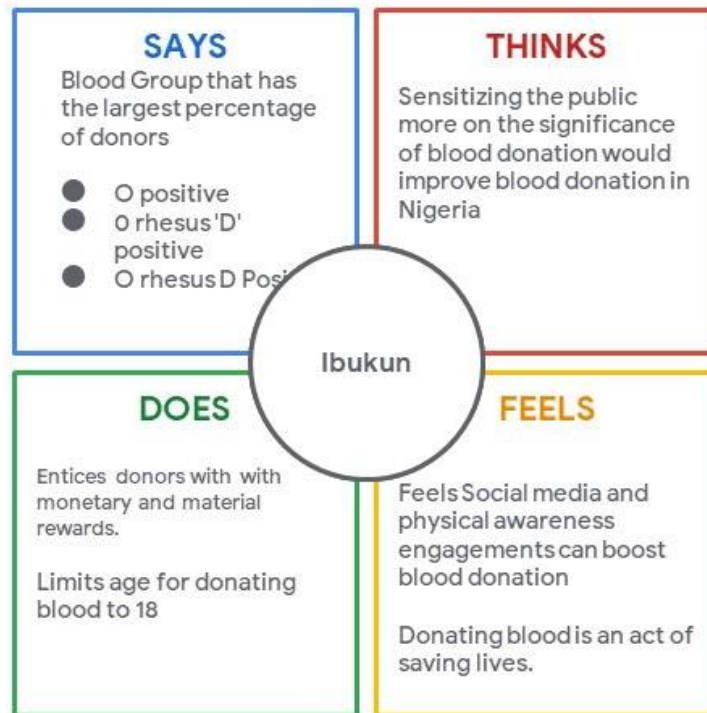 SAYS
Blood Group that has
the largest percentage
of donors
O positive
0 rhesus 'D'
positive
O rhesus D
THINKS
Sensitizing the public
more on the significance
of blood donation would
improve blood donation in
Nigeria
Ibukun
DOES
Entices donors with with
monetary and material
rewards.
Limits age for donating
blood to 18
FEELS
Feels Social media and
physical awareness
engagements can boost
blood donation
Donating blood is an act of
saving lives.